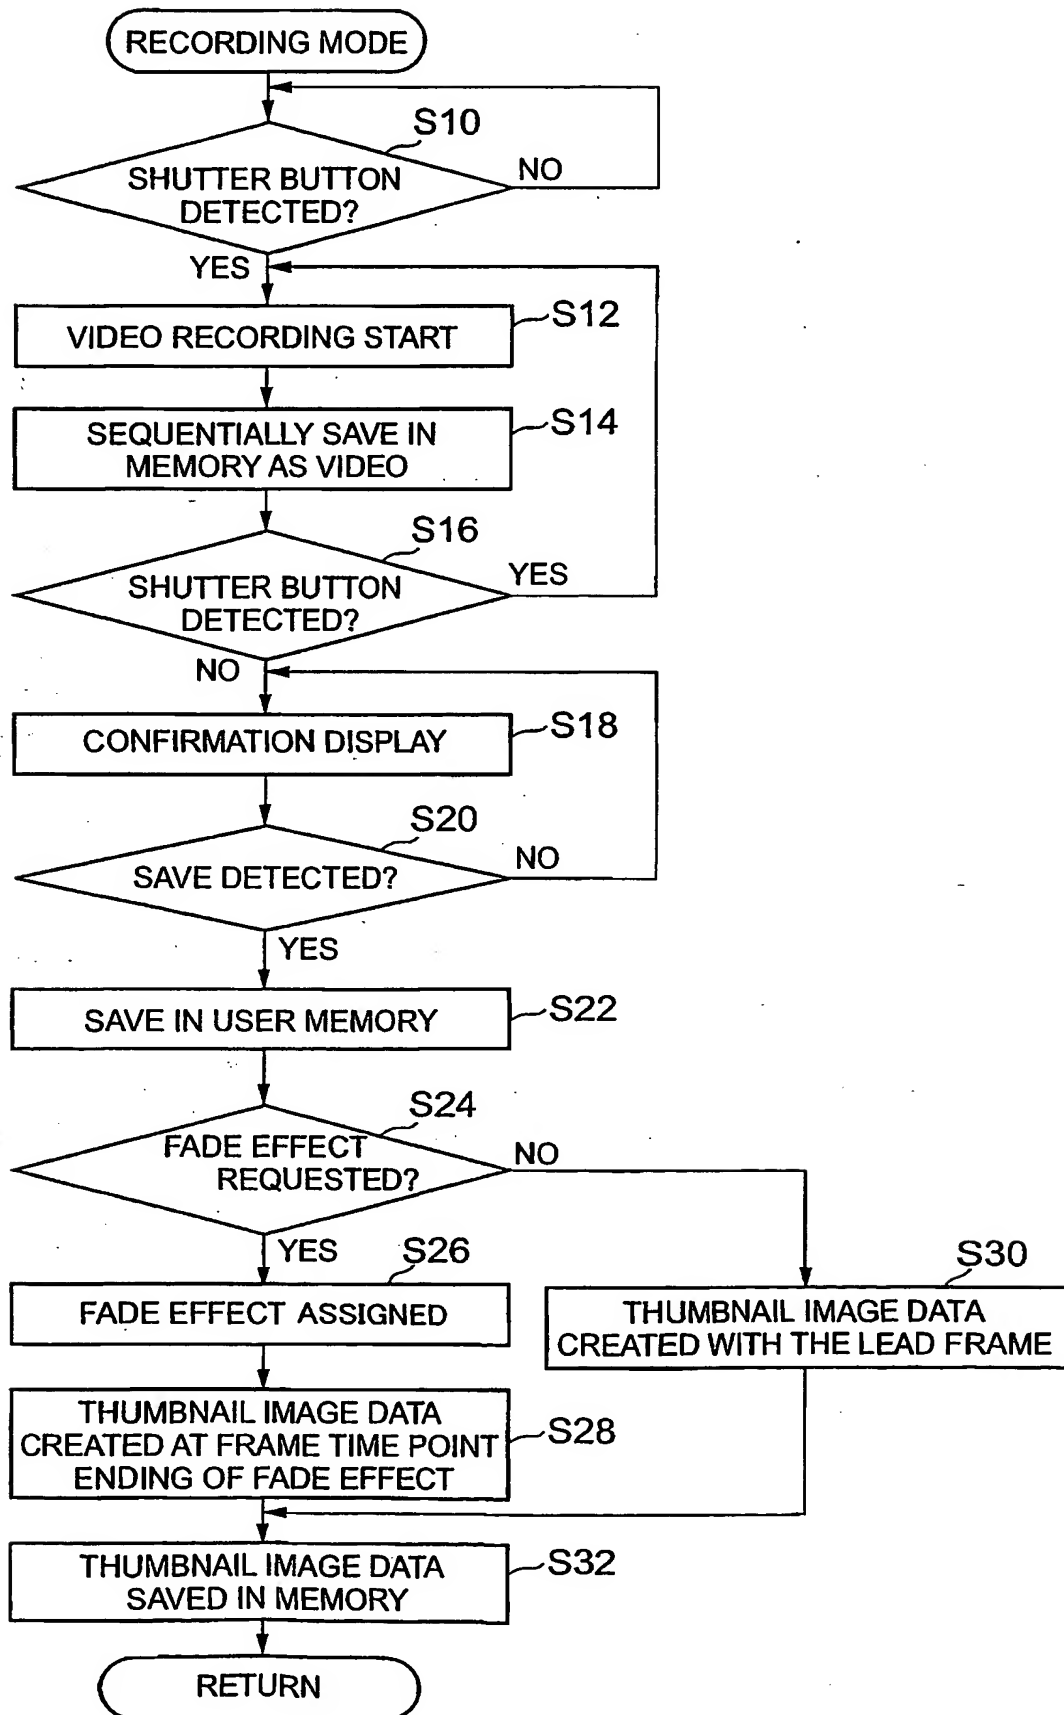 RECORDING MODE
S10
SHUTTER BUTTON
DETECTED?
NO
YES
VIDEO RECORDING START
S12
SEQUENTIALLY SAVE IN
MEMORY AS VIDEO
S14
S16
SHUTTER BUTTON
DETECTED?
YES
NO
CONFIRMATION DISPLAY
S18
S20
SAVE DETECTED?
NO
YES
SAVE IN USER MEMORY
S22
S24
FADE EFFECT
REQUESTED?
NO
YES
S26
FADE EFFECT ASSIGNED
S30
THUMBNAIL IMAGE DATA
CREATED WITH THE LEAD FRAME
THUMBNAIL IMAGE DATA
CREATED AT FRAME TIME POINT
ENDING OF FADE EFFECT
S28
THUMBNAIL IMAGE DATA
SAVED IN MEMORY
S32
RETURN